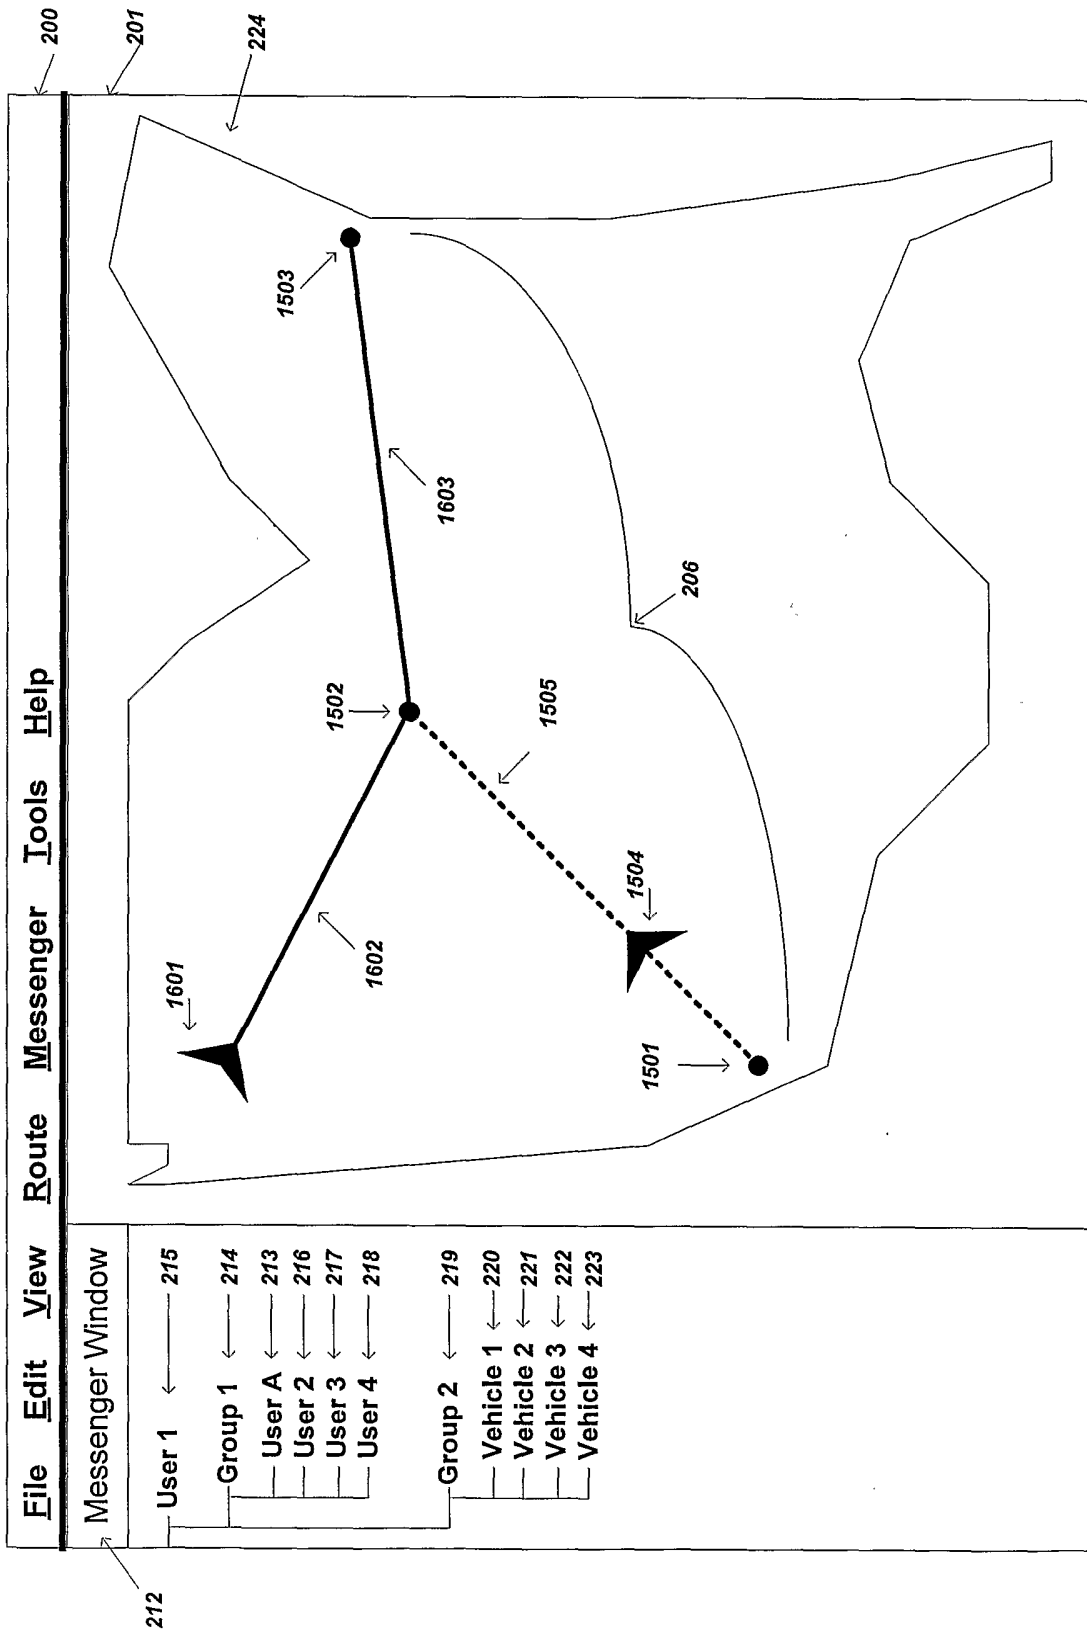 File Edit View Route Messenger Tools Help
200
Messenger Window
201
212
224
User 1 215
Group 1 214
User A 213
User 2 216
User 3 217
User 4 218
Group 2 219
Vehicle 1 220
Vehicle 2 221
Vehicle 3 222
Vehicle 4 223
1601
1602
1502
1503
1603
1505
1504
1501
206